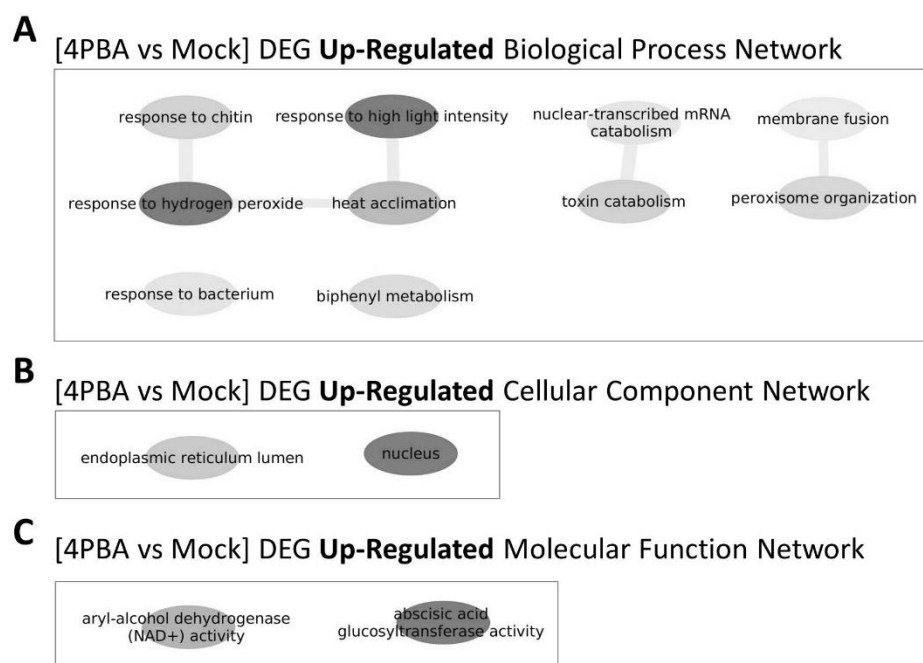 A
[4PBA vs Mock] DEG Up-Regulated Biological Process Network
response to chitin
response to high light intensity
nuclear-transcribed mRNA
catabolism
membrane fusion
response to hydrogen peroxide
heat acclimation
toxin catabolism
peroxisome organization
response to bacterium
biphenyl metabolism
B
[4PBA vs Mock] DEG Up-Regulated Cellular Component Network
endoplasmic reticulum lumen
nucleus
C
[4PBA vs Mock] DEG Up-Regulated Molecular Function Network
aryl-alcohol dehydrogenase
(NAD+) activity
abscisic acid
glucosyltransferase activity